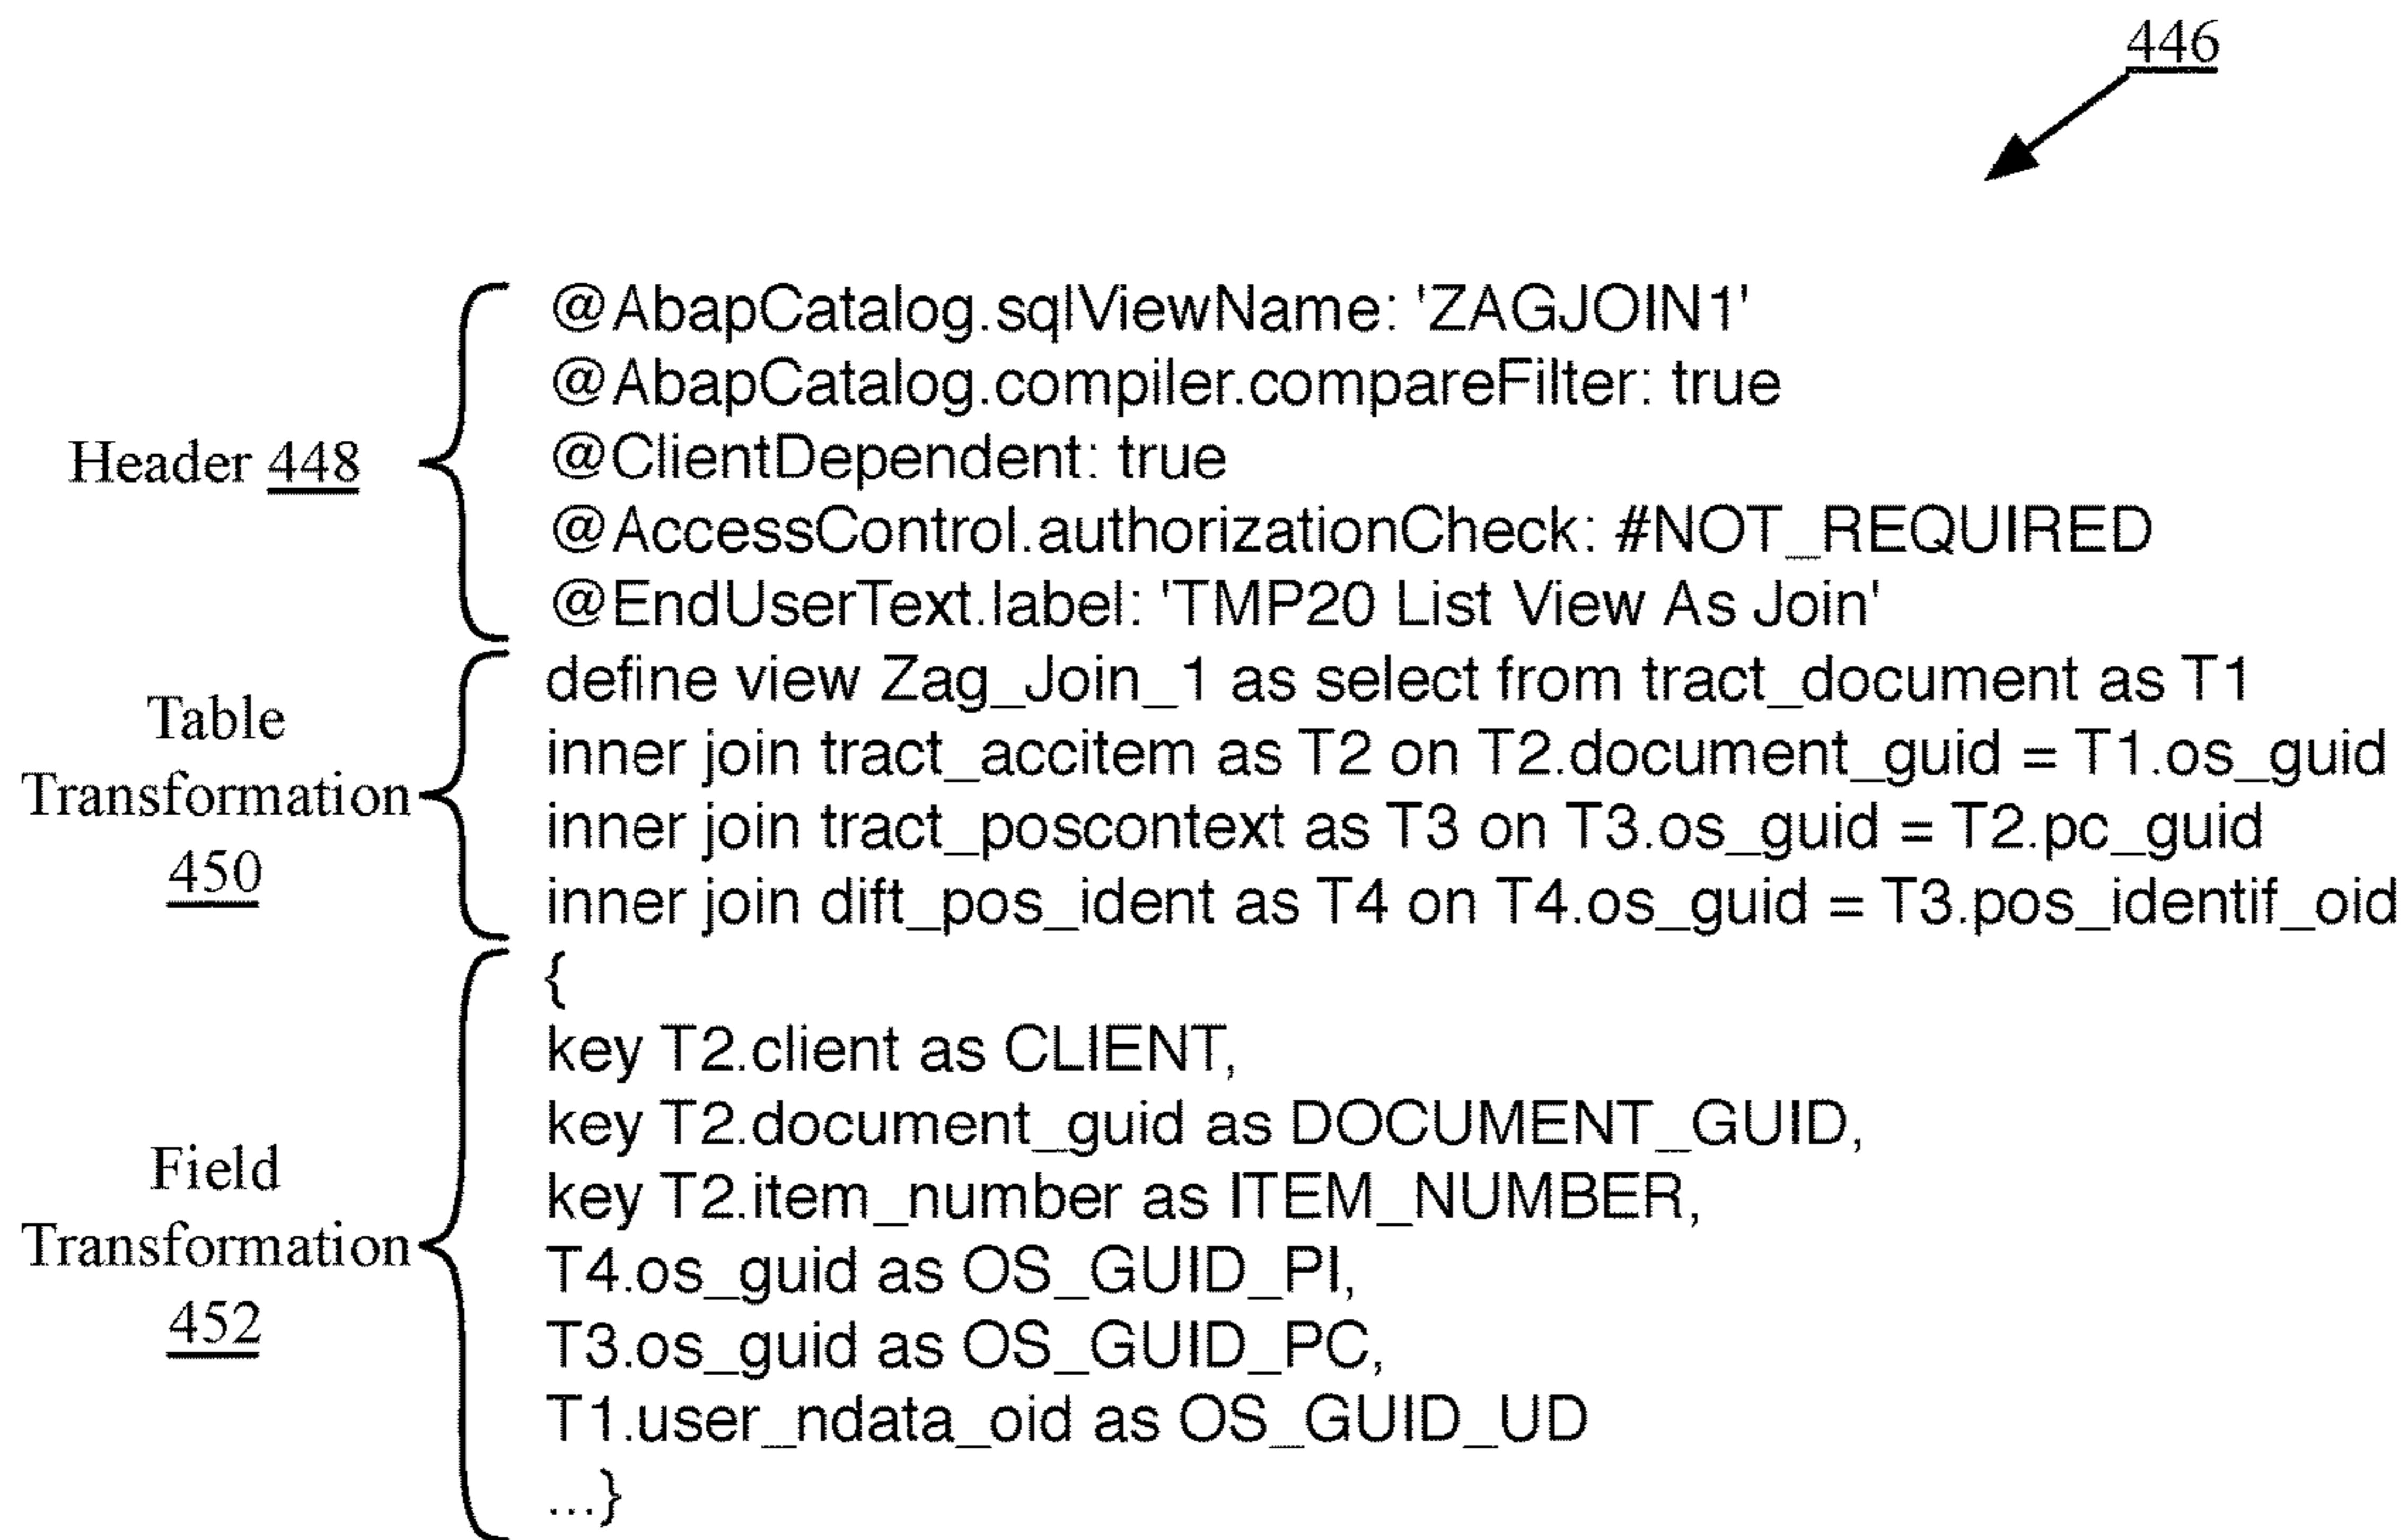 446
Header 448
@AbapCatalog.sqlViewName: 'ZAGJOIN1'
@AbapCatalog.compiler.compareFilter: true
@ClientDependent: true
@AccessControl.authorizationCheck: #NOT_REQUIRED
@EndUserText.label: 'TMP20 List View As Join'
Table
Transformation
450
define view Zag_Join_1 as select from tract_document as T1
inner join tract_accitem as T2 on T2.document_guid = T1.os_guid
inner join tract_poscontext as T3 on T3.os_guid = T2.pc_guid
inner join dift_pos_ident as T4 on T4.os_guid = T3.pos_identif_oid
Field
Transformation
452
{
key T2.client as CLIENT,
key T2.document_guid as DOCUMENT_GUID,
key T2.item_number as ITEM_NUMBER,
T4.os_guid as OS_GUID_PI,
T3.os_guid as OS_GUID_PC,
T1.user_ndata_oid as OS_GUID_UD
...}